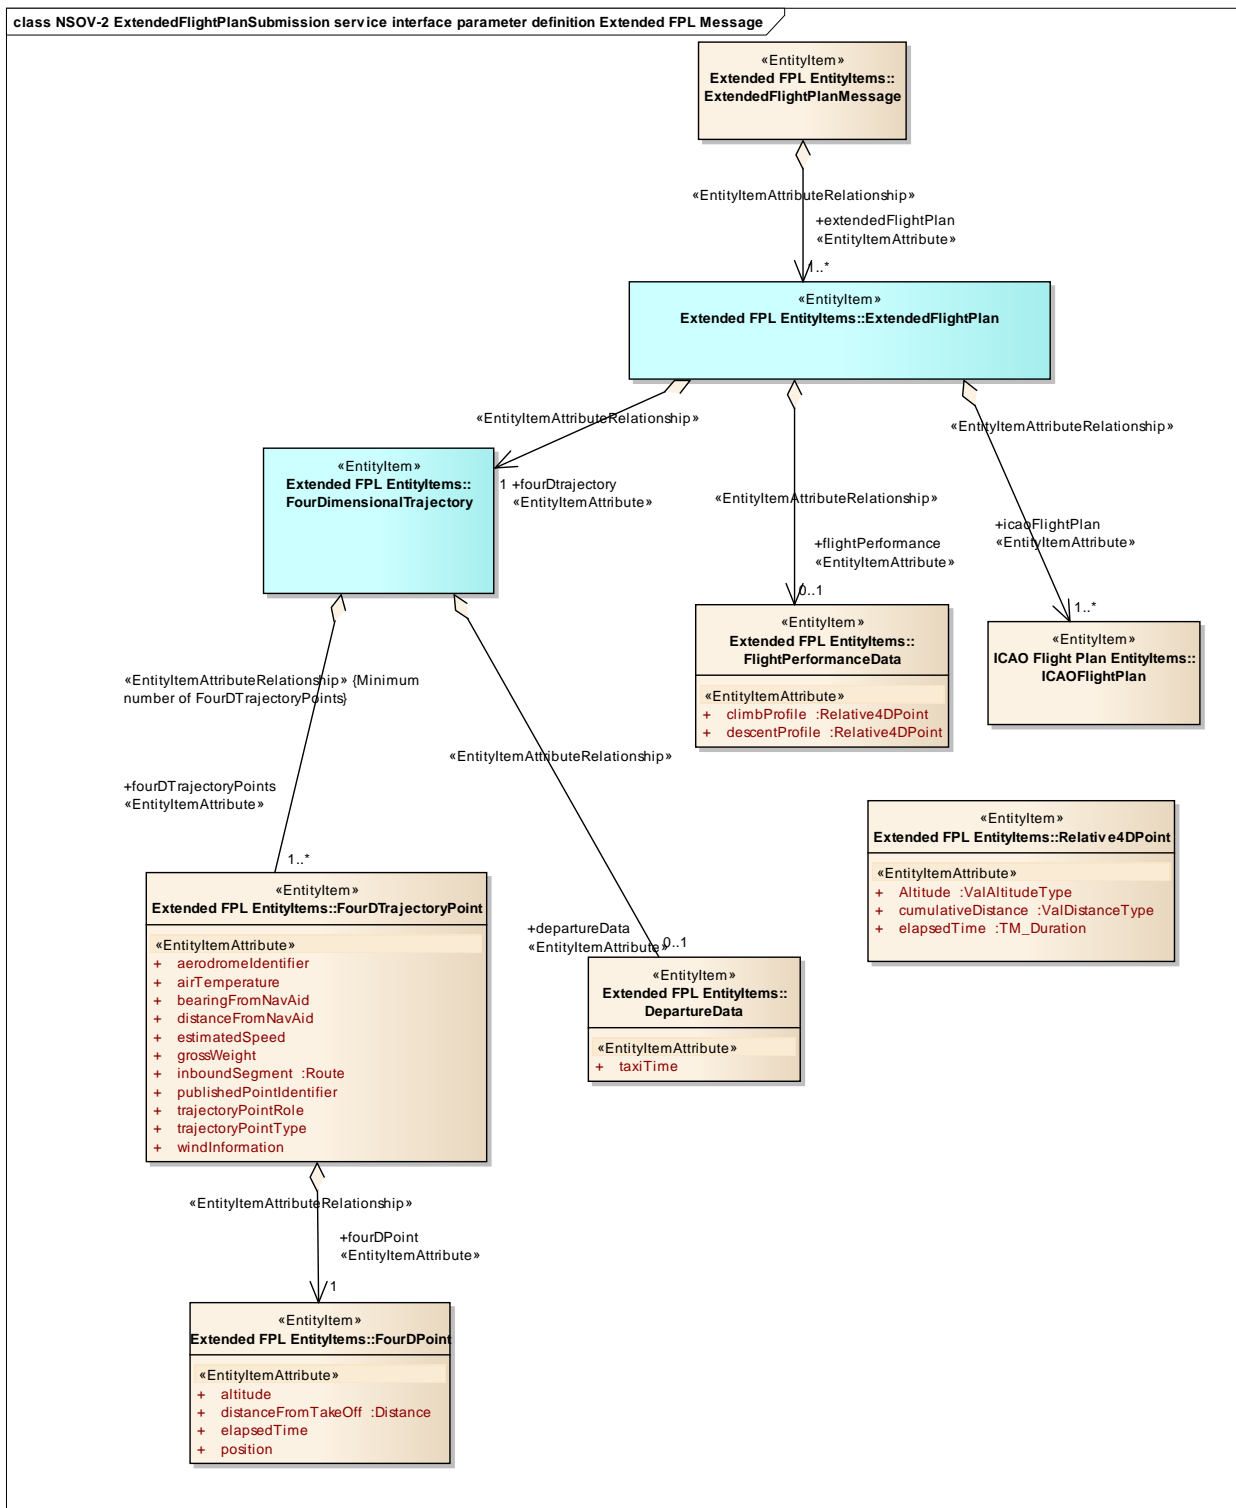 class NSOV-2 ExtendedFlightPlanSubmission service interface parameter definition Extended FPL Message
«EntityItem»
Extended FPL EntityItems::
ExtendedFlightPlanMessage
«EntityItemAttributeRelationship»
+extendedFlightPlan
«EntityItemAttribute»
1..*
«EntityItem»
Extended FPL EntityItems::ExtendedFlightPlan
«EntityItemAttributeRelationship»
1 +fourDtrajectory
«EntityItemAttribute»
«EntityItem»
Extended FPL EntityItems::
FourDimensionalTrajectory
«EntityItemAttributeRelationship»
+flightPerformance
«EntityItemAttribute»
0..1
«EntityItemAttributeRelationship»
+icaoFlightPlan
«EntityItemAttribute»
1..*
«EntityItem»
Extended FPL EntityItems::
FlightPerformanceData
«EntityItemAttribute»
+ climbProfile :Relative4DPoint
+ descentProfile :Relative4DPoint
«EntityItem»
ICAO Flight Plan EntityItems::
ICAOFlightPlan
«EntityItemAttributeRelationship» {Minimum
number of FourDTrajectoryPoints}
+fourDTrajectoryPoints
«EntityItemAttribute»
1..*
«EntityItemAttributeRelationship»
+departureData
«EntityItemAttribute»
0..1
«EntityItem»
Extended FPL EntityItems::Relative4DPoint
«EntityItemAttribute»
+ Altitude :ValAltitudeType
+ cumulativeDistance :ValDistanceType
+ elapsedTime :TM_Duration
«EntityItem»
Extended FPL EntityItems::FourDTrajectoryPoint
«EntityItemAttribute»
+ aerodromeIdentifier
+ airTemperature
+ bearingFromNavAid
+ distanceFromNavAid
+ estimatedSpeed
+ grossWeight
+ inboundSegment :Route
+ publishedPointIdentifier
+ trajectoryPointRole
+ trajectoryPointType
+ windInformation
«EntityItem»
Extended FPL EntityItems::
DepartureData
«EntityItemAttribute»
+ taxiTime
«EntityItemAttributeRelationship»
+fourDPoint
«EntityItemAttribute»
1
«EntityItem»
Extended FPL EntityItems::FourDPoint
«EntityItemAttribute»
+ altitude
+ distanceFromTakeOff :Distance
+ elapsedTime
+ position